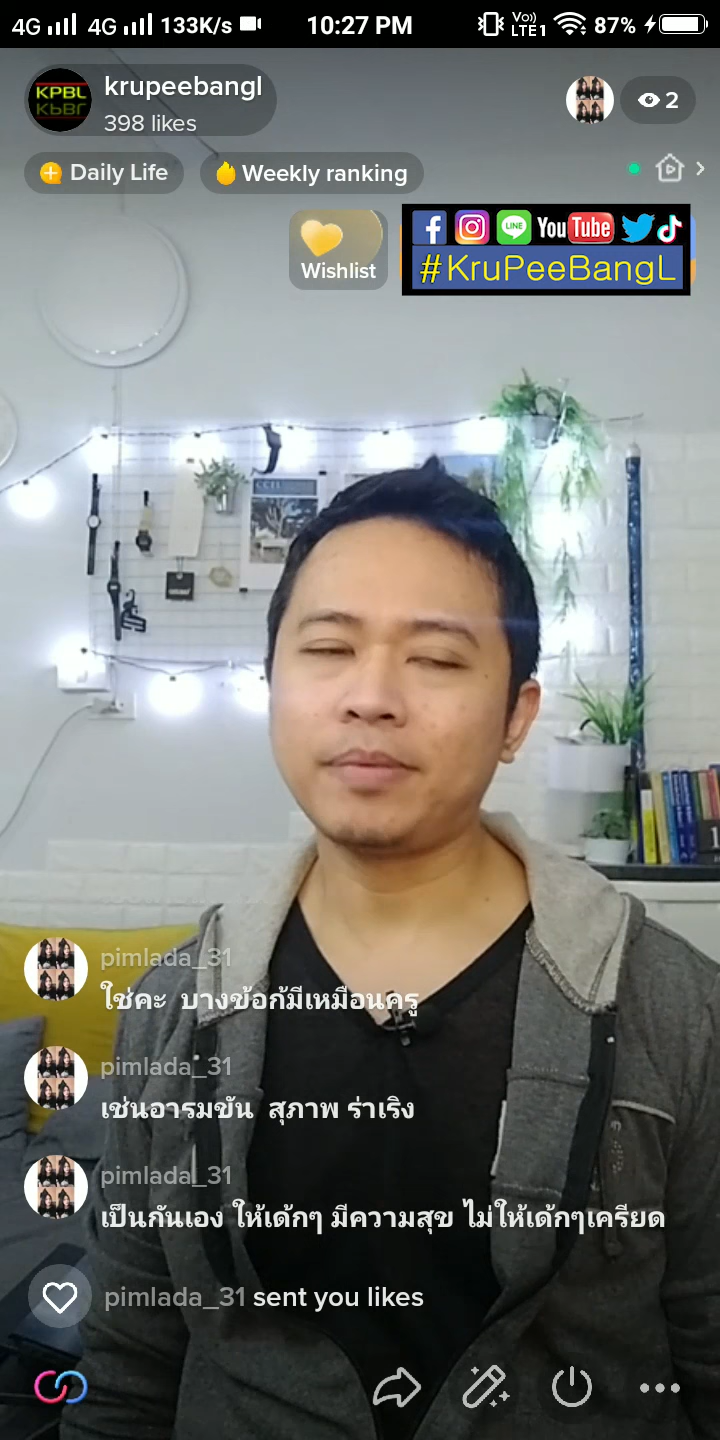 4G 4G 133K/s 10:27 PM Vo)) LTE1 87%
KPBL
krupeebangl
398 likes
2
Daily Life
Weekly ranking
Wishlist
LINE YouTube
#KruPeeBangL
pimlada_31
ใช่คะ บางข้อก้มีเหมือนครู
pimlada_31
เช่นอารมขัน สุภาพ ร่าเริง
pimlada_31
เป็นกันเอง ให้เด้กๆ มีความสุข ไม่ให้เด้กๆเครียด
pimlada_31 sent you likes